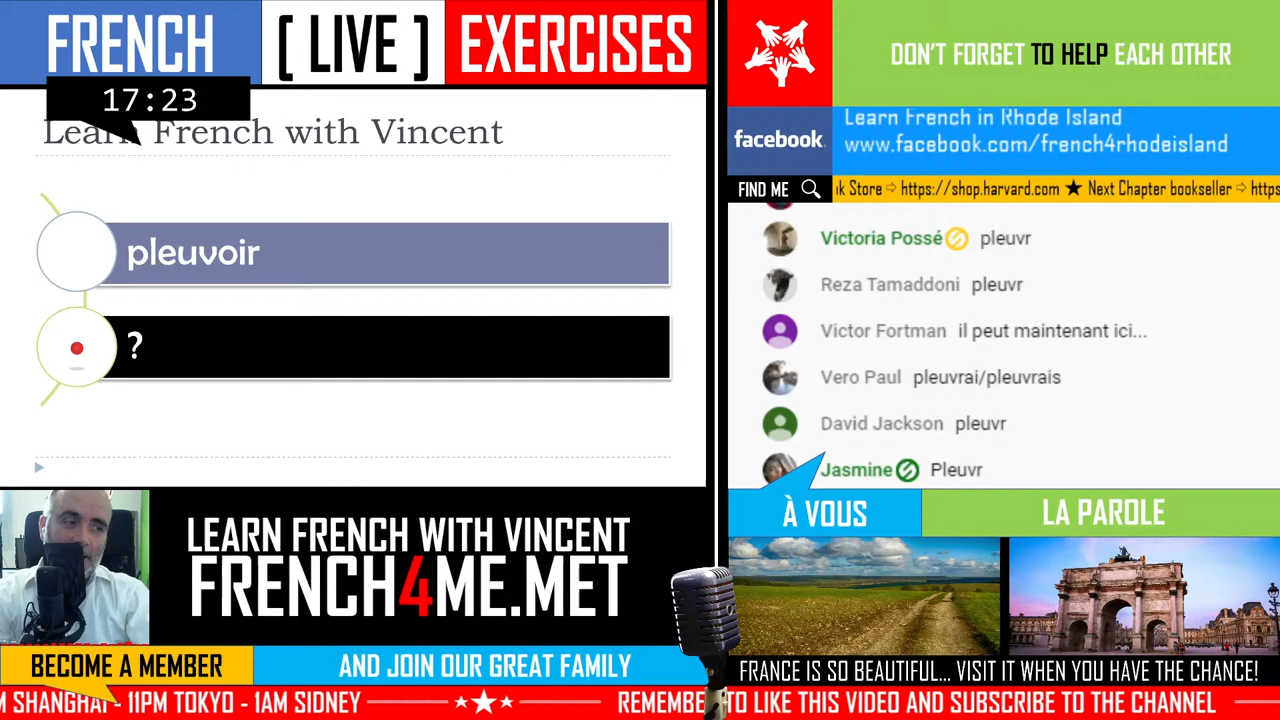 FRENCH
[ LIVE ]
EXERCISES
17:23
Learn French with Vincent
pleuvoir
?
LEARN FRENCH WITH VINCENT
FRENCH4ME.MET
BECOME A MEMBER
AND JOIN OUR GREAT FAMILY
DON'T FORGET TO HELP EACH OTHER
facebook.
Learn French in Rhode Island
www.facebook.com/french4rhodeisland
FIND ME
Store ⇨ https://shop.harvard.com ★ Next Chapter bookseller ⇨ https
Victoria Possé pleuvr
Reza Tamaddoni pleuvr
Victor Fortman il peut maintenant ici...
Vero Paul pleuvrai/pleuvrais
David Jackson pleuvr
Jasmine Pleuvr
À VOUS
LA PAROLE
FRANCE IS SO BEAUTIFUL... VISIT IT WHEN YOU HAVE THE CHANCE!
M SHANGHAI - 11PM TOKYO - 1AM SIDNEY ★ REMEMBER TO LIKE THIS VIDEO AND SUBSCRIBE TO THE CHANNEL